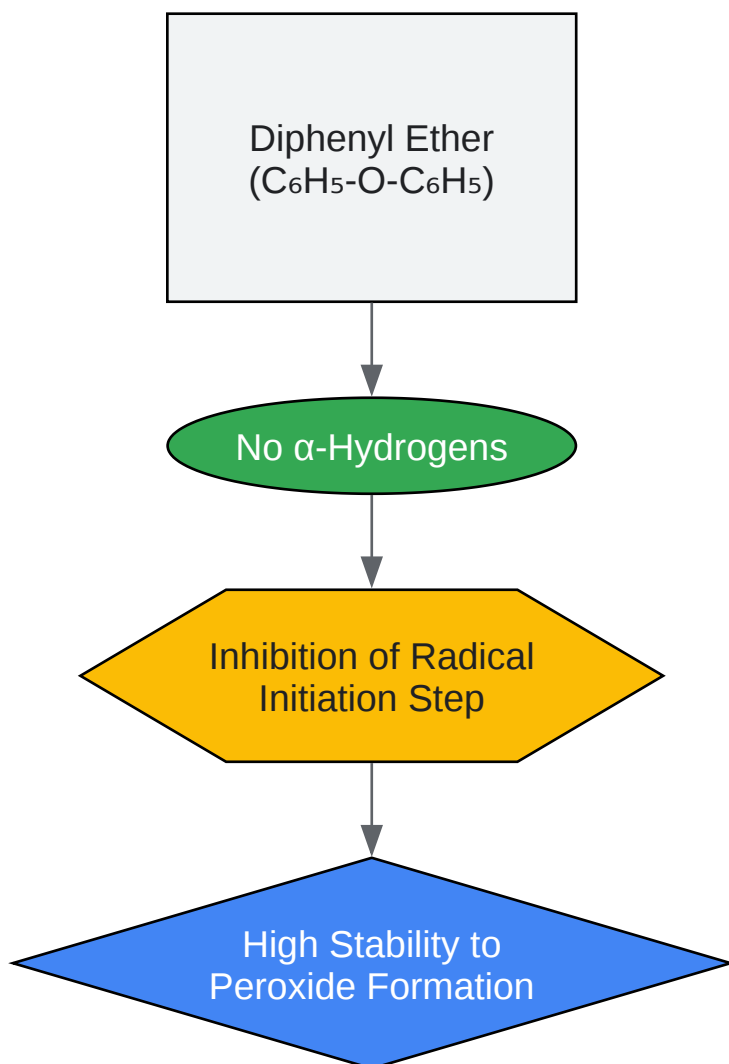 Diphenyl Ether
(C₆H₅-O-C₆H₅)
No α-Hydrogens
Inhibition of Radical
Initiation Step
High Stability to
Peroxide Formation